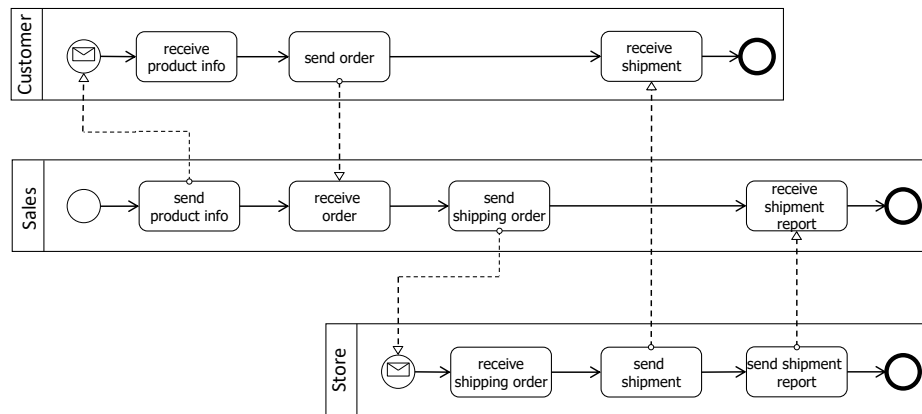 Customer
receive
product info
send order
receive
shipment
Sales
send
product info
receive
order
send
shipping order
receive
shipment
report
Store
receive
shipping order
send
shipment
send shipment
report